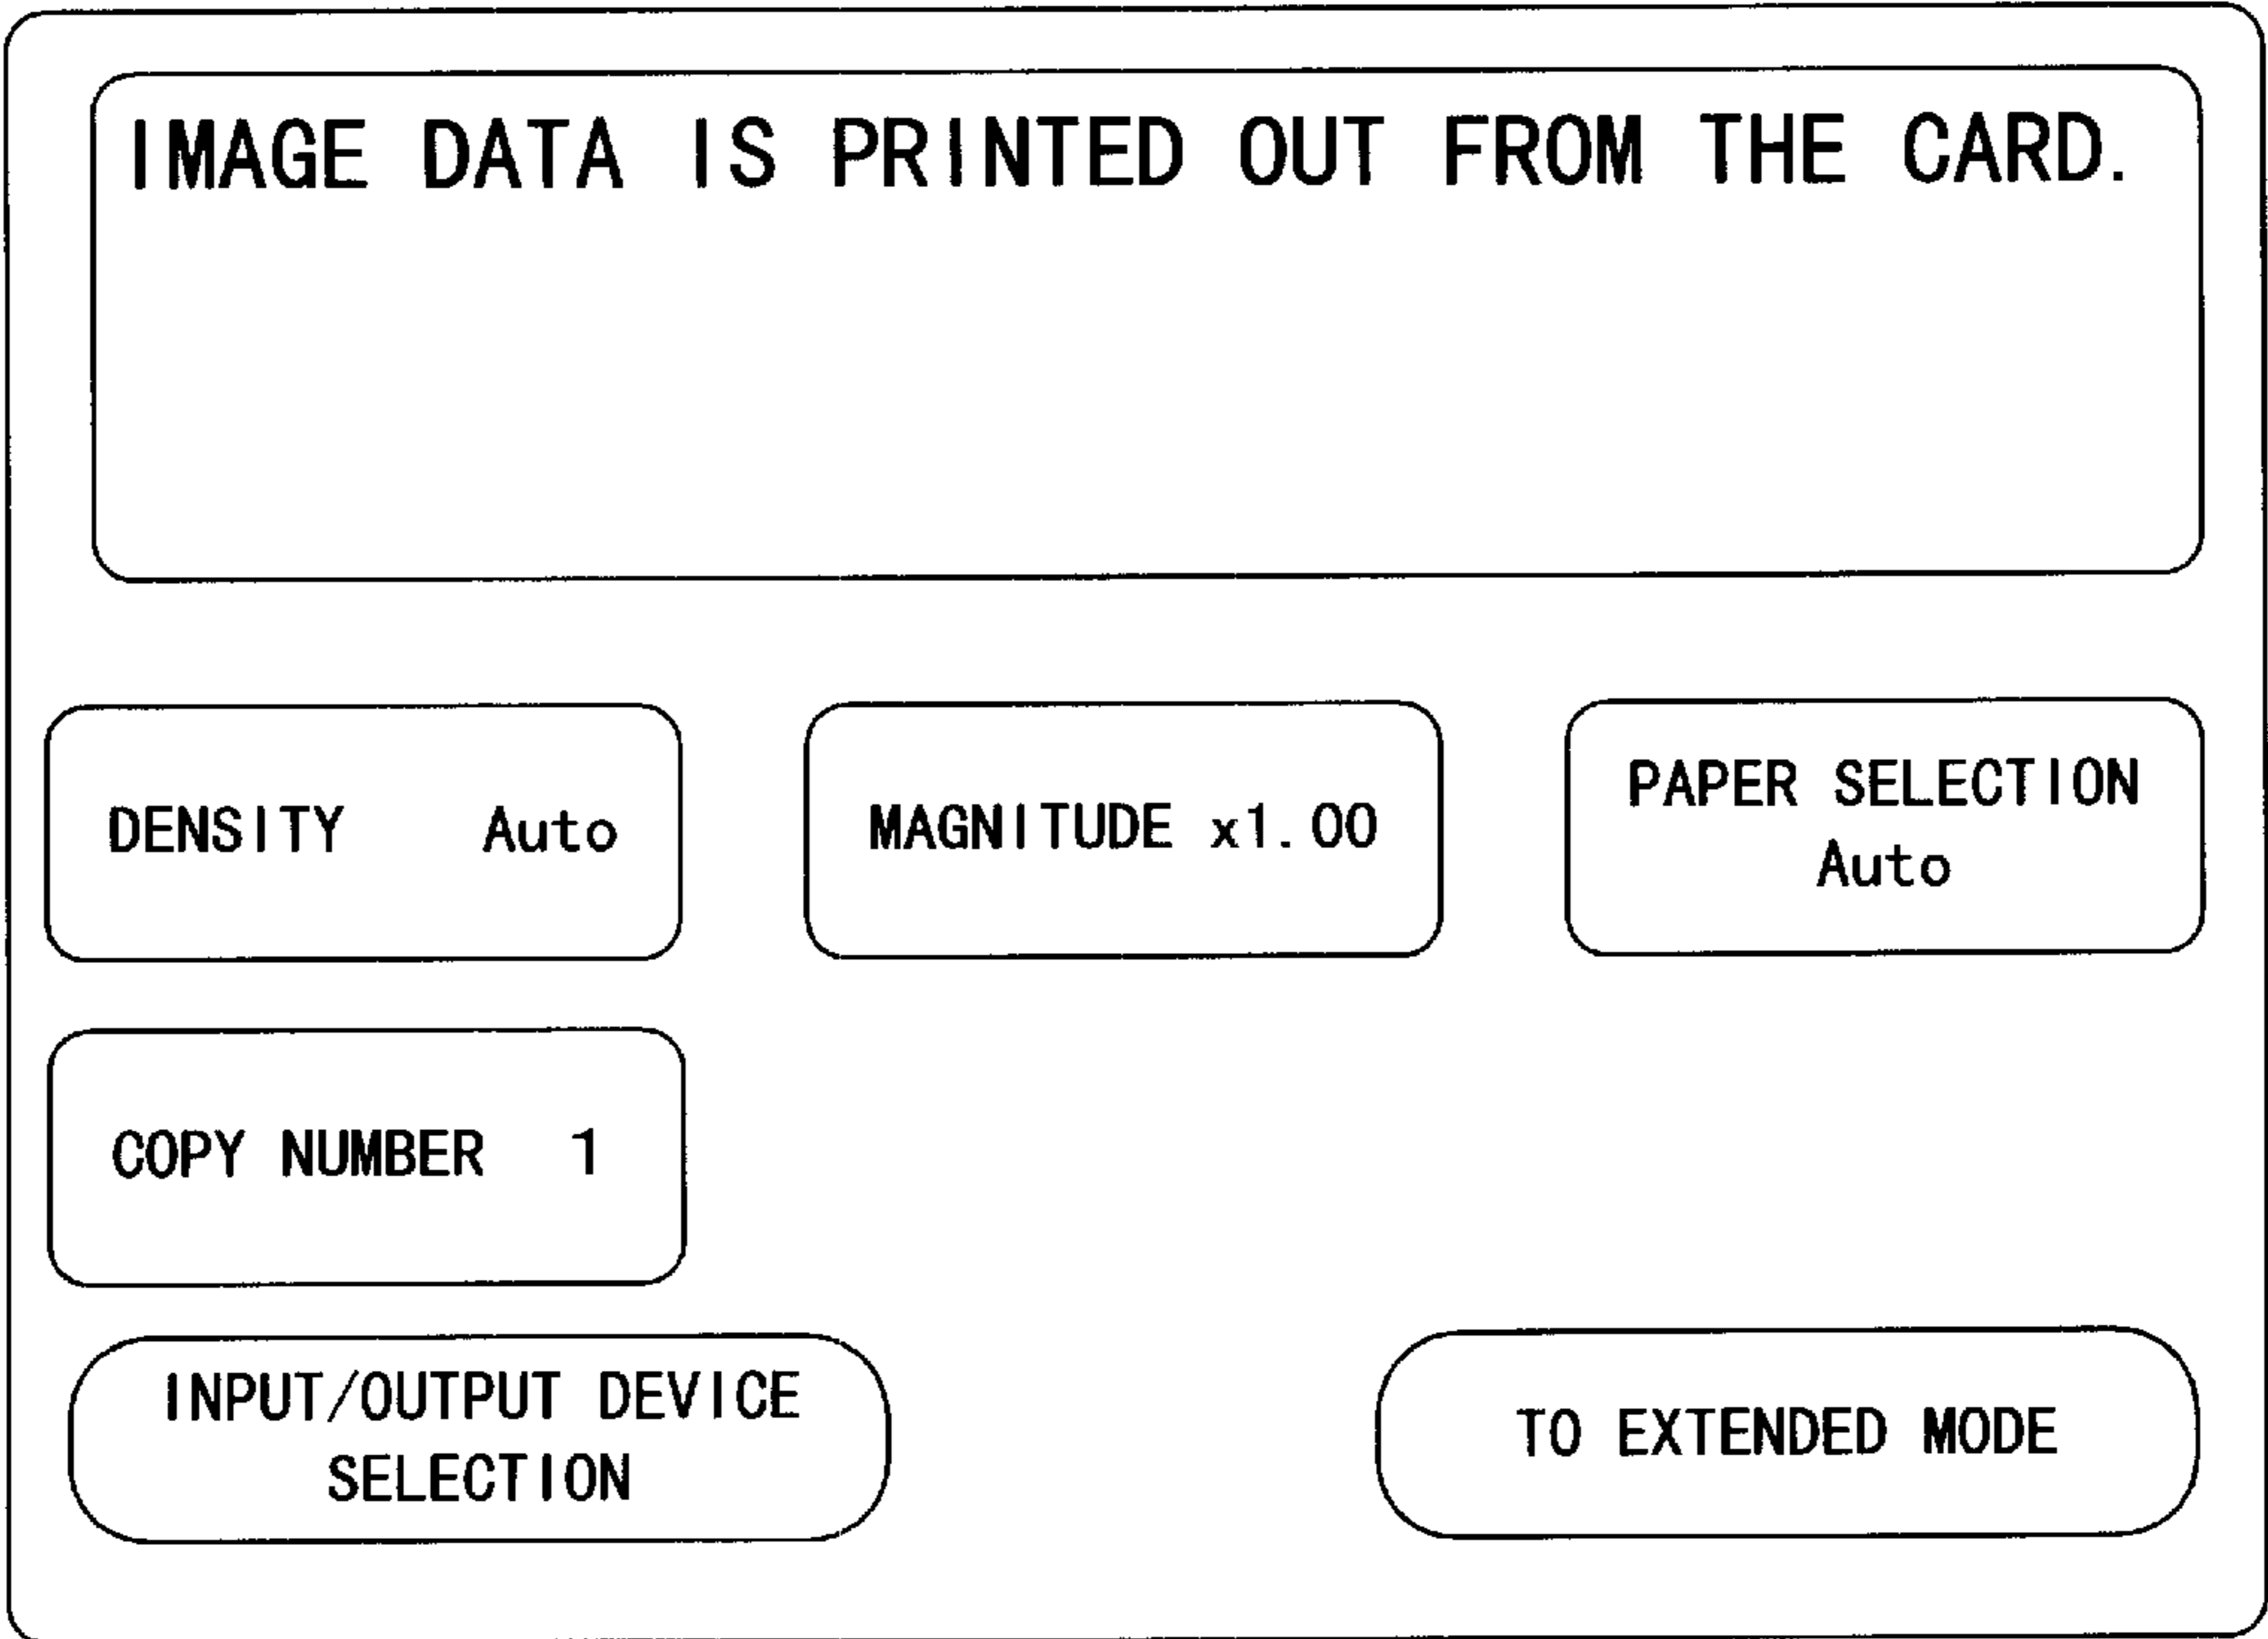 IMAGE DATA IS PRINTED OUT FROM THE CARD.
DENSITY Auto
MAGNITUDE x1.00
PAPER SELECTION
Auto
COPY NUMBER 1
INPUT/OUTPUT DEVICE
SELECTION
TO EXTENDED MODE